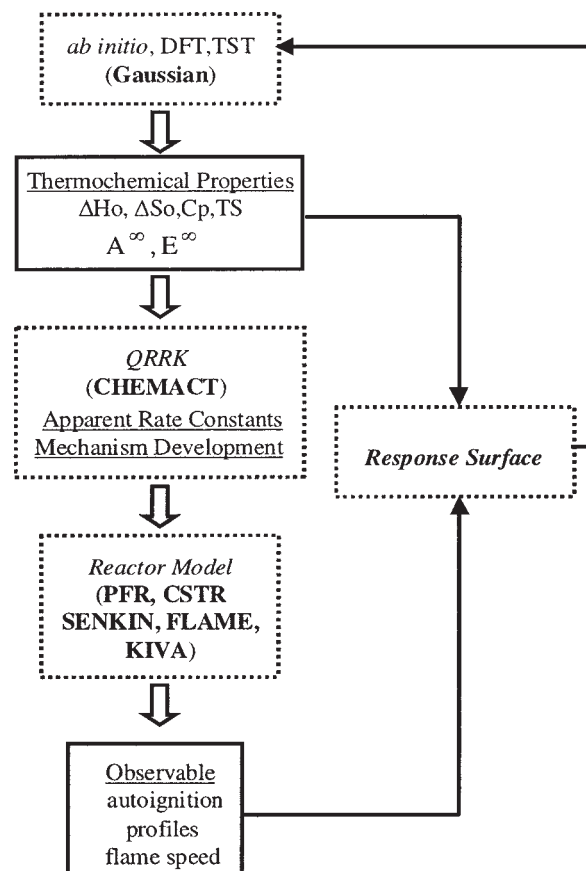 ab initio, DFT,TST
(Gaussian)
Thermochemical Properties
ΔHo, ΔSo,Cp,TS
A∞, E∞
QRRK
(CHEMACT)
Apparent Rate Constants
Mechanism Development
Response Surface
Reactor Model
(PFR, CSTR
SENKIN, FLAME,
KIVA)
Observable
autoignition
profiles
flame speed